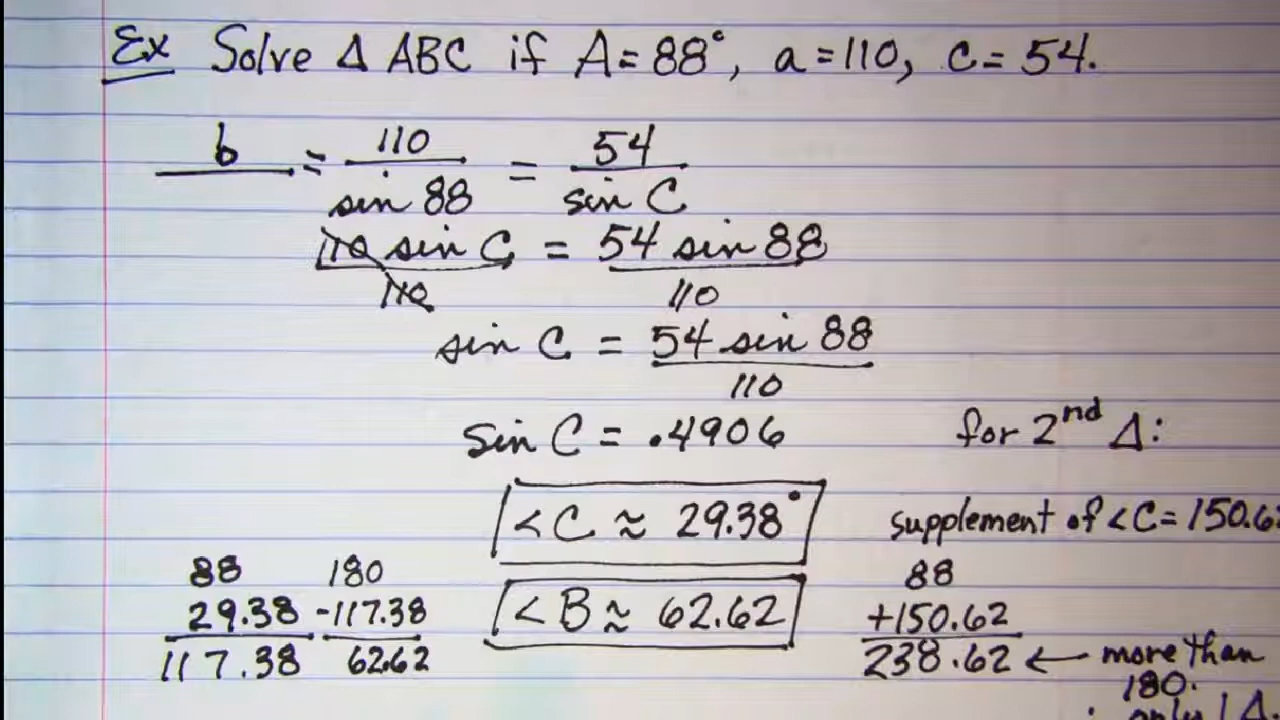 Ex Solve Δ ABC if A=88°, a=110, c=54.
b = 110 = 54
sin 88 sin C
110 sin C = 54 sin 88
110 110
sin C = 54 sin 88
110
sin C = .4906
for 2nd Δ:
<C ≈ 29.38°
supplement of <C = 150.6
88 180
29.38 -117.38
117.38 62.62
<B ≈ 62.62
88
+150.62
238.62 ← more than
180.
∴ only 1 Δ.